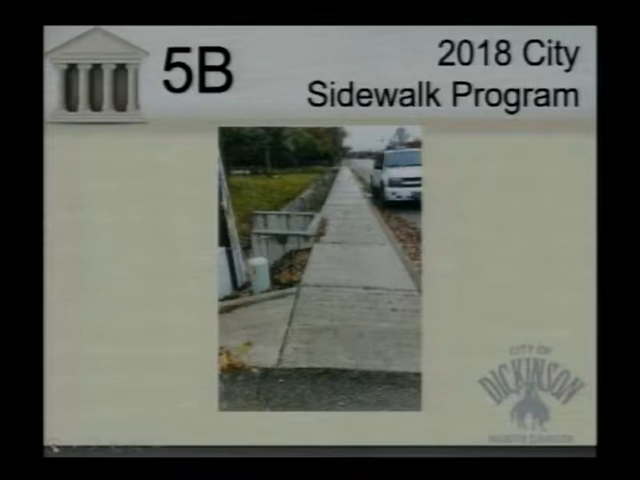 5B
2018 City
Sidewalk Program
CITY OF
DICKINSON
NORTH DAKOTA